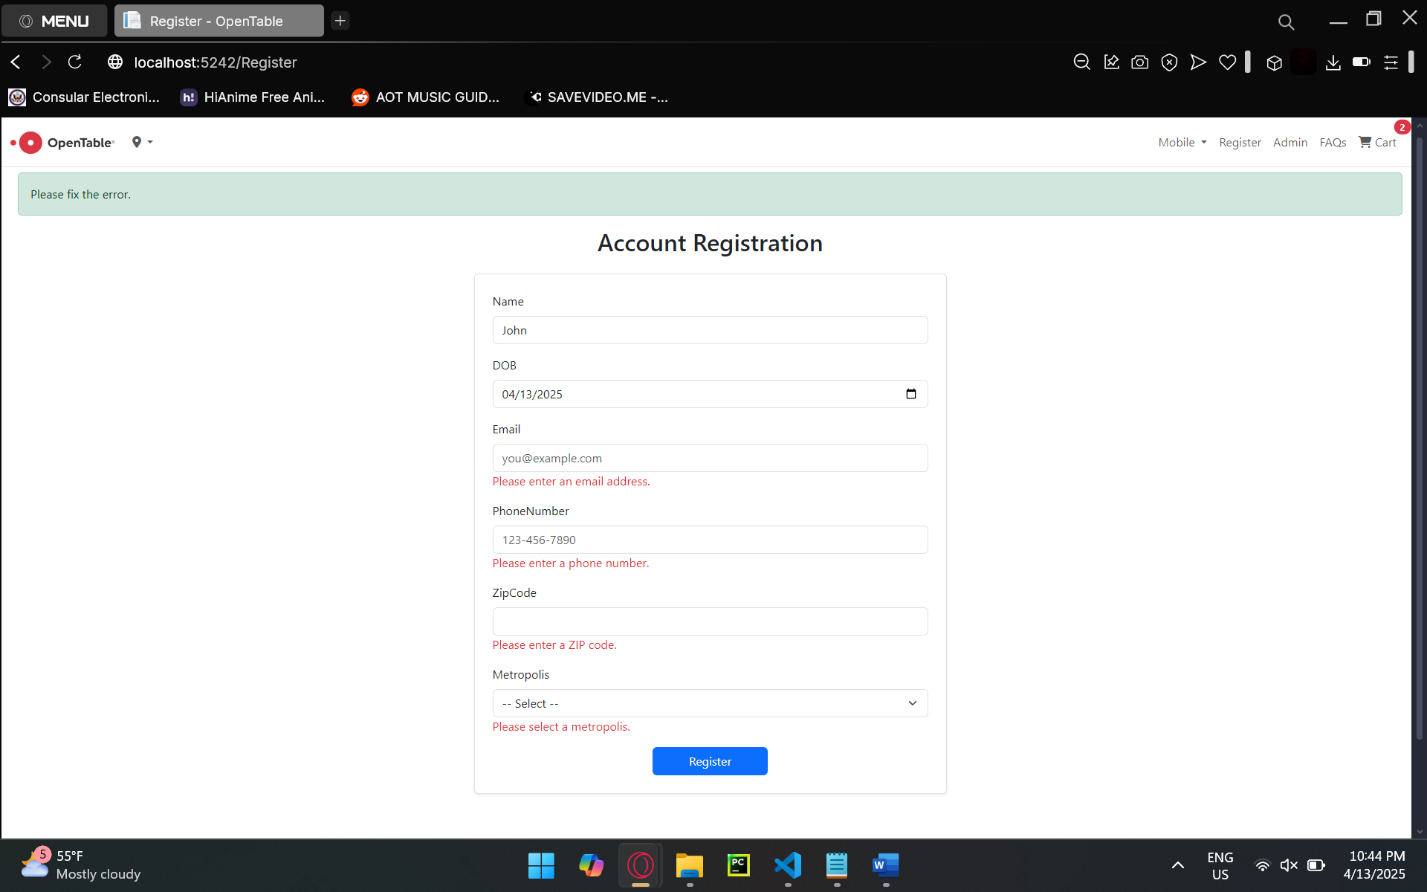 MENU
Register - OpenTable
localhost:5242/Register
Consular Electroni...
h! HiAnime Free Ani...
AOT MUSIC GUID...
SAVEVIDEO.ME -...
OpenTable
Mobile
Register
Admin
FAQs
Cart
2
Please fix the error.
Account Registration
Name
John
DOB
04/13/2025
Email
you@example.com
Please enter an email address.
PhoneNumber
123-456-7890
Please enter a phone number.
ZipCode
Please enter a ZIP code.
Metropolis
-- Select --
Please select a metropolis.
Register
5
55°F
Mostly cloudy
PC
W
ENG
US
10:44 PM
4/13/2025